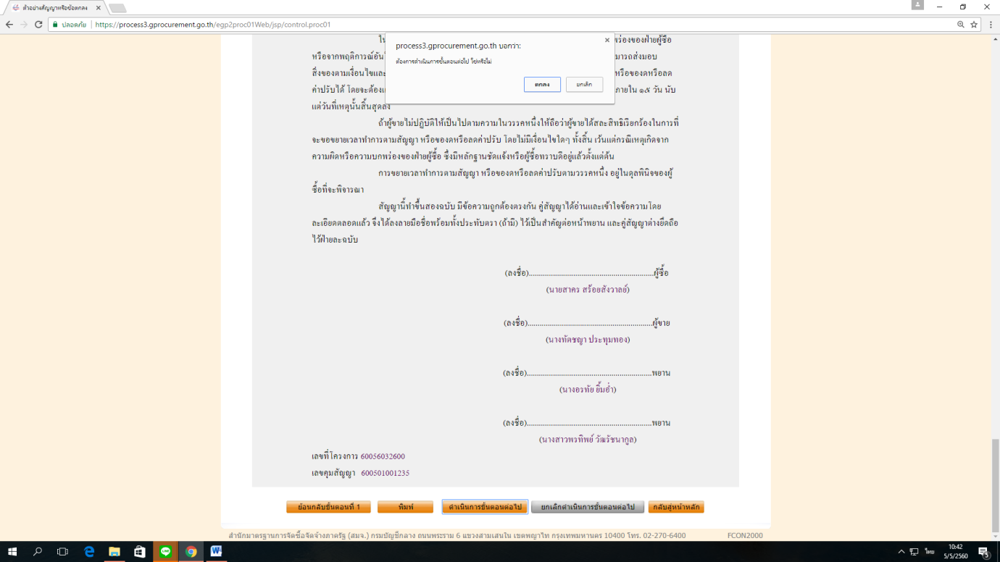 ตัวอย่างสัญญาหรือข้อตกลง
ปลอดภัย | https://process3.gprocurement.go.th/egp2proc01Web/jsp/control.proc01
process3.gprocurement.go.th บอกว่า:
ต้องการดำเนินการขั้นตอนต่อไป ใช่หรือไม่
ตกลง ยกเลิก
ใน พร่องของฝ่ายผู้ซื้อ
หรือจากพฤติการณ์อัน มารถส่งมอบ
สิ่งของตามเงื่อนไขและ หรือของดหรือลด
ค่าปรับได้ โดยจะต้อง ภายใน ๑๕ วัน นับ
แต่วันที่เหตุนั้นสิ้นสุดลง
ถ้าผู้ขายไม่ปฏิบัติให้เป็นไปตามความในวรรคหนึ่งให้ถือว่าผู้ขายได้สละสิทธิเรียกร้องในการที่
จะขอขยายเวลาทำการตามสัญญา หรือของดหรือลดค่าปรับ โดยไม่มีเงื่อนไขใดๆ ทั้งสิ้น เว้นแต่กรณีเหตุเกิดจาก
ความผิดหรือความบกพร่องของฝ่ายผู้ซื้อ ซึ่งมีหลักฐานชัดแจ้งหรือผู้ซื้อทราบดีอยู่แล้วตั้งแต่ต้น
การขยายเวลาทำการตามสัญญา หรือของดหรือลดค่าปรับตามวรรคหนึ่ง อยู่ในดุลพินิจของผู้
ซื้อที่จะพิจารณา
สัญญานี้ทำขึ้นสองฉบับ มีข้อความถูกต้องตรงกัน คู่สัญญาได้อ่านและเข้าใจข้อความโดย
ละเอียดตลอดแล้ว จึงได้ลงลายมือชื่อพร้อมทั้งประทับตรา (ถ้ามี) ไว้เป็นสำคัญต่อหน้าพยาน และคู่สัญญาต่างยึดถือ
ไว้ฝ่ายละฉบับ
(ลงชื่อ)..............................................................ผู้ซื้อ
(นายสาคร สร้อยสังวาลย์)
(ลงชื่อ)..............................................................ผู้ขาย
(นางทัตชญา ประทุมทอง)
(ลงชื่อ)..............................................................พยาน
(นางอรทัย ยิ้มอ่ำ)
(ลงชื่อ)..............................................................พยาน
(นางสาวพรทิพย์ วัฒรัชนากูล)
เลขที่โครงการ 60056032600
เลขคุมสัญญา 600501001235
ย้อนกลับขั้นตอนที่ 1 พิมพ์ ดำเนินการขั้นตอนต่อไป ยกเลิกดำเนินการขั้นตอนต่อไป กลับสู่หน้าหลัก
สำนักมาตรฐานการจัดซื้อจัดจ้างภาครัฐ (สมจ.) กรมบัญชีกลาง ถนนพระราม 6 แขวงสามเสนใน เขตพญาไท กรุงเทพมหานคร 10400 โทร. 02-270-6400 FCON2000
ไทย 10:42
5/5/2560
5